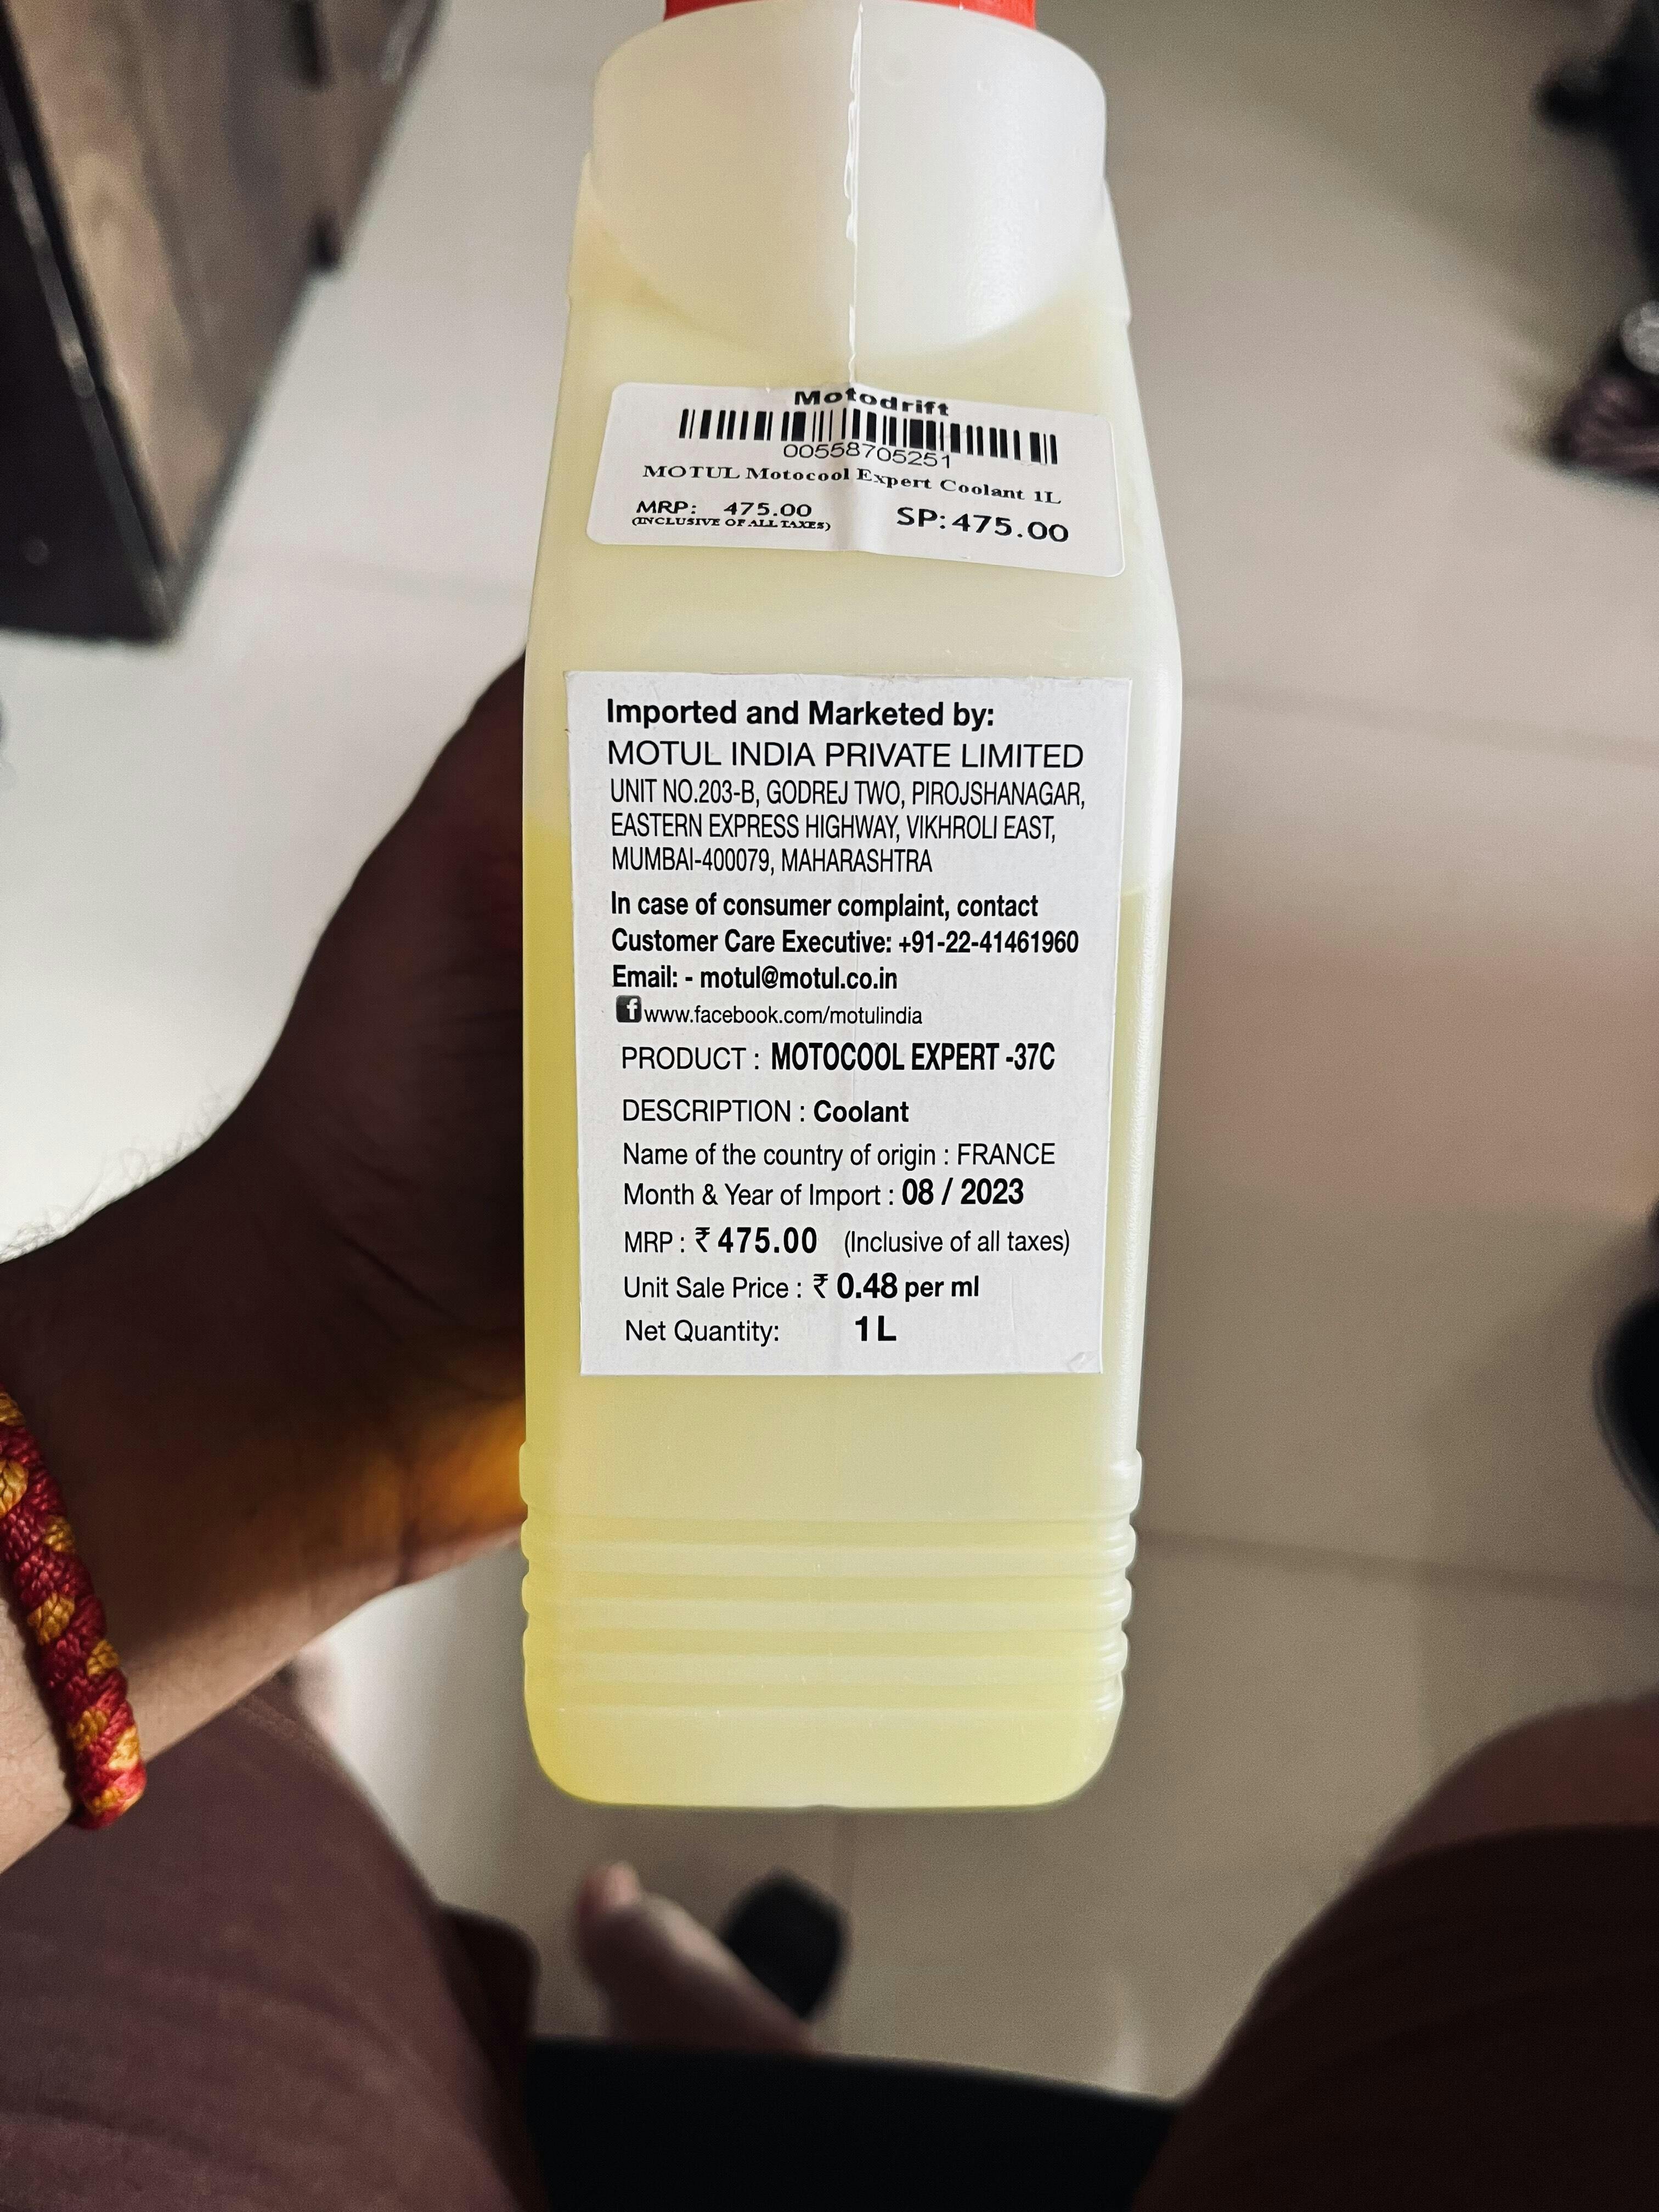 Motodrift
00558705251
MOTUL Motocool Expert Coolant 1L
MRP: 475.00 SP:475.00
(INCLUSIVE OF ALL TAXES)
Imported and Marketed by:
MOTUL INDIA PRIVATE LIMITED
UNIT NO.203-B, GODREJ TWO, PIROJSHANAGAR,
EASTERN EXPRESS HIGHWAY, VIKHROLI EAST,
MUMBAI-400079, MAHARASHTRA
In case of consumer complaint, contact
Customer Care Executive: +91-22-41461960
Email: - motul@motul.co.in
f www.facebook.com/motulindia
PRODUCT : MOTOCOOL EXPERT -37C
DESCRIPTION : Coolant
Name of the country of origin : FRANCE
Month & Year of Import : 08 / 2023
MRP : ₹ 475.00 (Inclusive of all taxes)
Unit Sale Price : ₹ 0.48 per ml
Net Quantity: 1L